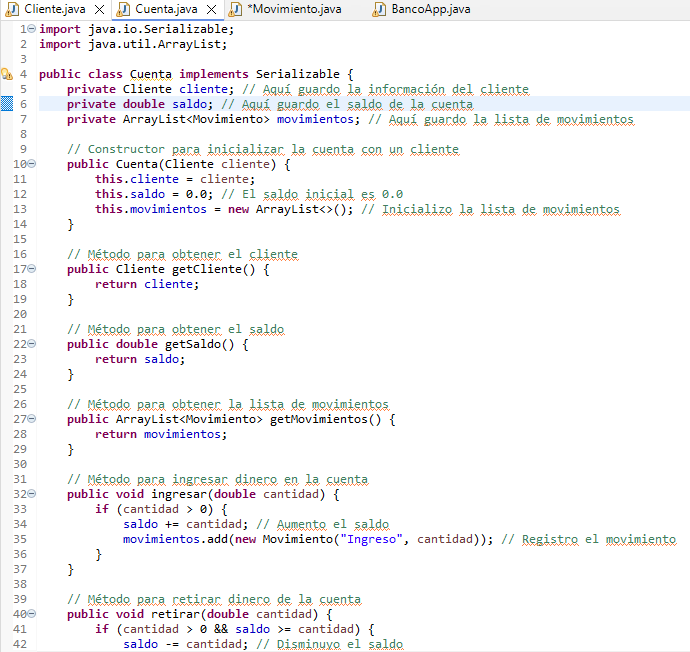 Cliente.java Cuenta.java *Movimiento.java BancoApp.java
1 import java.io.Serializable;
2 import java.util.ArrayList;
3
4 public class Cuenta implements Serializable {
5 private Cliente cliente; // Aquí guardo la información del cliente
6 private double saldo; // Aquí guardo el saldo de la cuenta
7 private ArrayList<Movimiento> movimientos; // Aquí guardo la lista de movimientos
8
9 // Constructor para inicializar la cuenta con un cliente
10 public Cuenta(Cliente cliente) {
11 this.cliente = cliente;
12 this.saldo = 0.0; // El saldo inicial es 0.0
13 this.movimientos = new ArrayList<>(); // Inicializo la lista de movimientos
14 }
15
16 // Método para obtener el cliente
17 public Cliente getCliente() {
18 return cliente;
19 }
20
21 // Método para obtener el saldo
22 public double getSaldo() {
23 return saldo;
24 }
25
26 // Método para obtener la lista de movimientos
27 public ArrayList<Movimiento> getMovimientos() {
28 return movimientos;
29 }
30
31 // Método para ingresar dinero en la cuenta
32 public void ingresar(double cantidad) {
33 if (cantidad > 0) {
34 saldo += cantidad; // Aumento el saldo
35 movimientos.add(new Movimiento("Ingreso", cantidad)); // Registro el movimiento
36 }
37 }
38
39 // Método para retirar dinero de la cuenta
40 public void retirar(double cantidad) {
41 if (cantidad > 0 && saldo >= cantidad) {
42 saldo -= cantidad; // Disminuyo el saldo